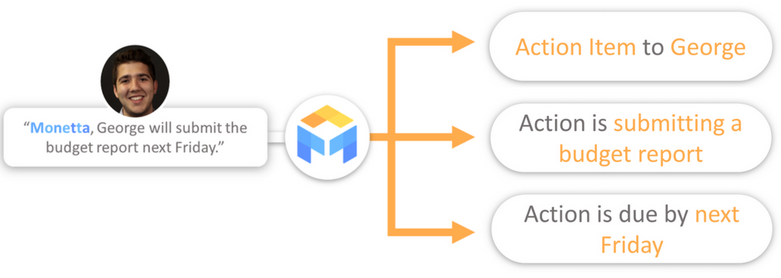 “Monetta, George will submit the
budget report next Friday.”
Action Item to George
Action is submitting a
budget report
Action is due by next
Friday